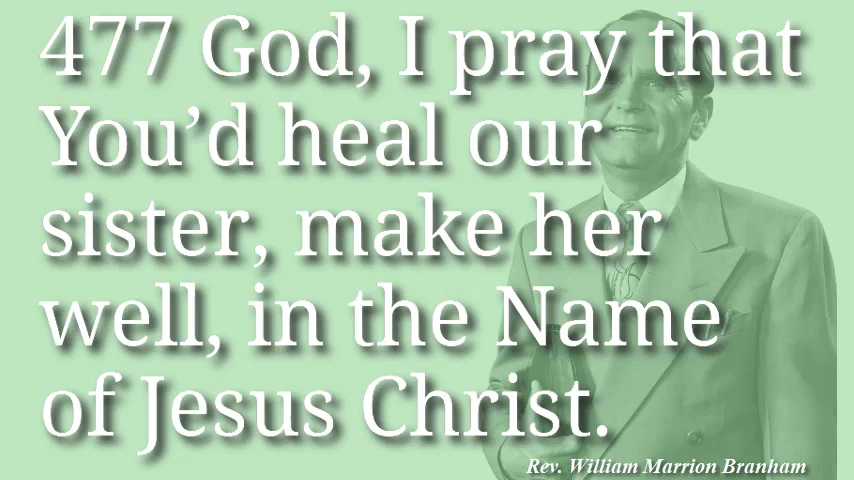 477 God, I pray that
You’d heal our
sister, make her
well, in the Name
of Jesus Christ.
Rev. William Marrion Branham